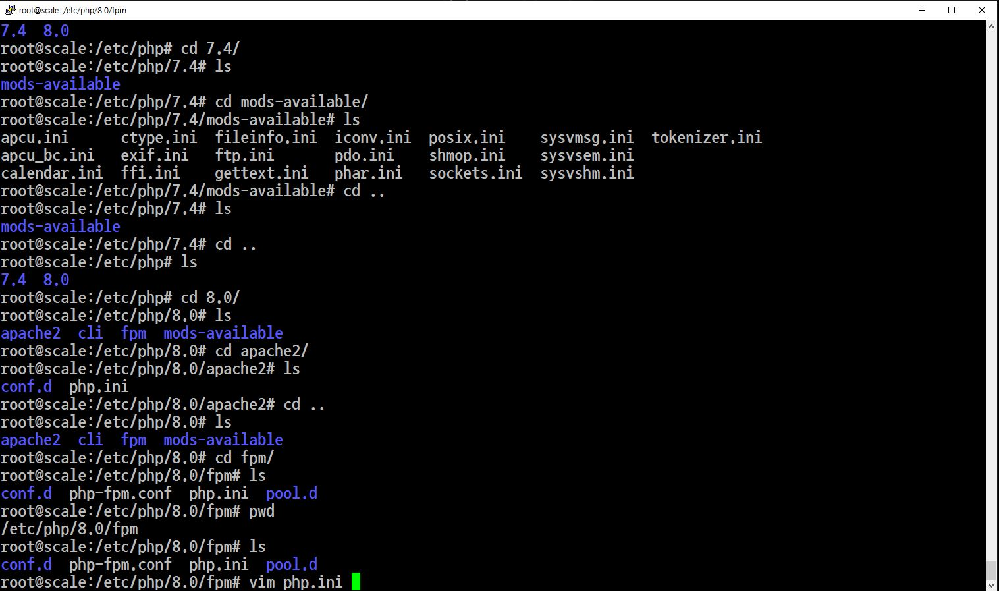 root@scale: /etc/php/8.0/fpm
7.4  8.0
root@scale:/etc/php# cd 7.4/
root@scale:/etc/php/7.4# ls
mods-available
root@scale:/etc/php/7.4# cd mods-available/
root@scale:/etc/php/7.4/mods-available# ls
apcu.ini      ctype.ini  fileinfo.ini  iconv.ini  posix.ini    sysvmsg.ini  tokenizer.ini
apcu_bc.ini   exif.ini   ftp.ini       pdo.ini    shmop.ini    sysvsem.ini
calendar.ini  ffi.ini    gettext.ini   phar.ini   sockets.ini  sysvshm.ini
root@scale:/etc/php/7.4/mods-available# cd ..
root@scale:/etc/php/7.4# ls
mods-available
root@scale:/etc/php/7.4# cd ..
root@scale:/etc/php# ls
7.4  8.0
root@scale:/etc/php# cd 8.0/
root@scale:/etc/php/8.0# ls
apache2  cli  fpm  mods-available
root@scale:/etc/php/8.0# cd apache2/
root@scale:/etc/php/8.0/apache2# ls
conf.d  php.ini
root@scale:/etc/php/8.0/apache2# cd ..
root@scale:/etc/php/8.0# ls
apache2  cli  fpm  mods-available
root@scale:/etc/php/8.0# cd fpm/
root@scale:/etc/php/8.0/fpm# ls
conf.d  php-fpm.conf  php.ini  pool.d
root@scale:/etc/php/8.0/fpm# pwd
/etc/php/8.0/fpm
root@scale:/etc/php/8.0/fpm# ls
conf.d  php-fpm.conf  php.ini  pool.d
root@scale:/etc/php/8.0/fpm# vim php.ini